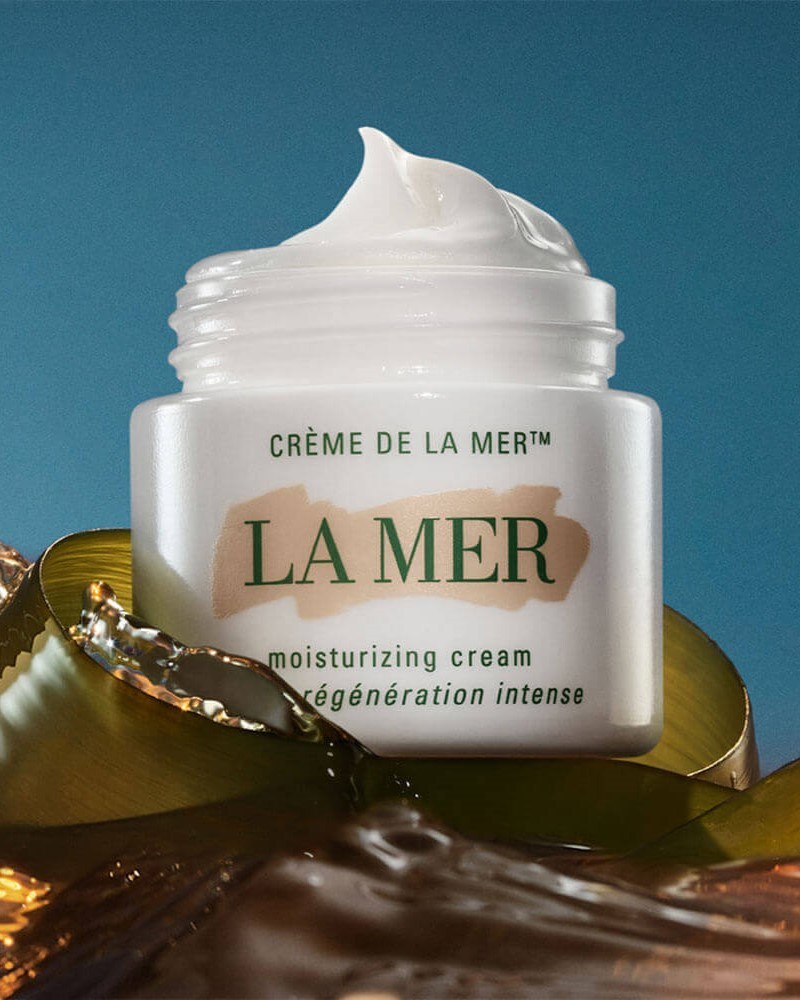 CRÈME DE LA MER™
LA MER
moisturizing cream
régénération intense